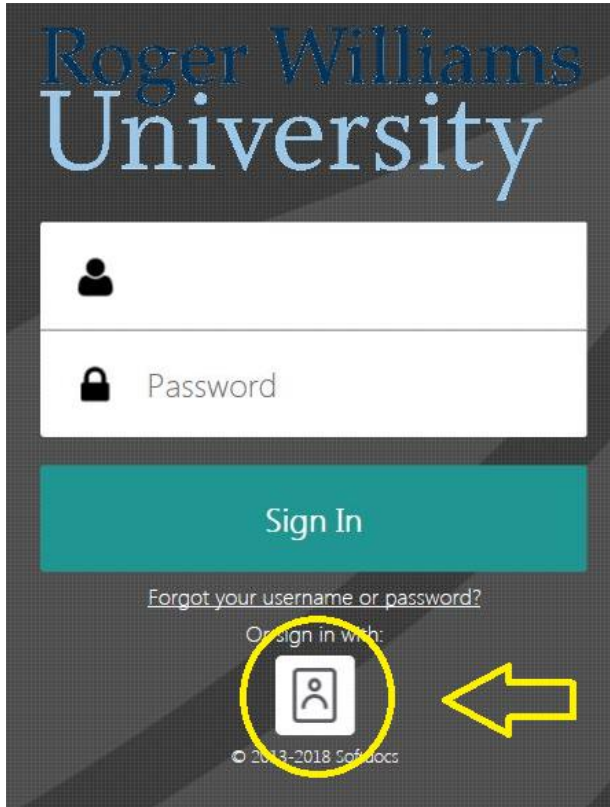 Roger Williams
University
Password
Sign In
Forgot your username or password?
Or sign in with:
© 2013-2018 Softdocs